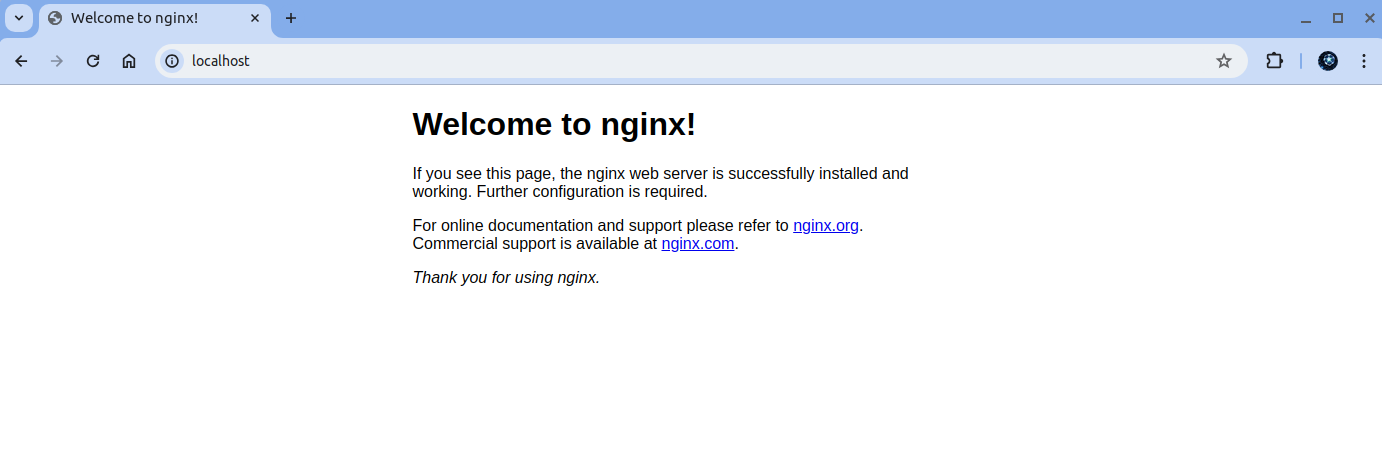 Welcome to nginx!
localhost
Welcome to nginx!
If you see this page, the nginx web server is successfully installed and
working. Further configuration is required.
For online documentation and support please refer to nginx.org.
Commercial support is available at nginx.com.
Thank you for using nginx.